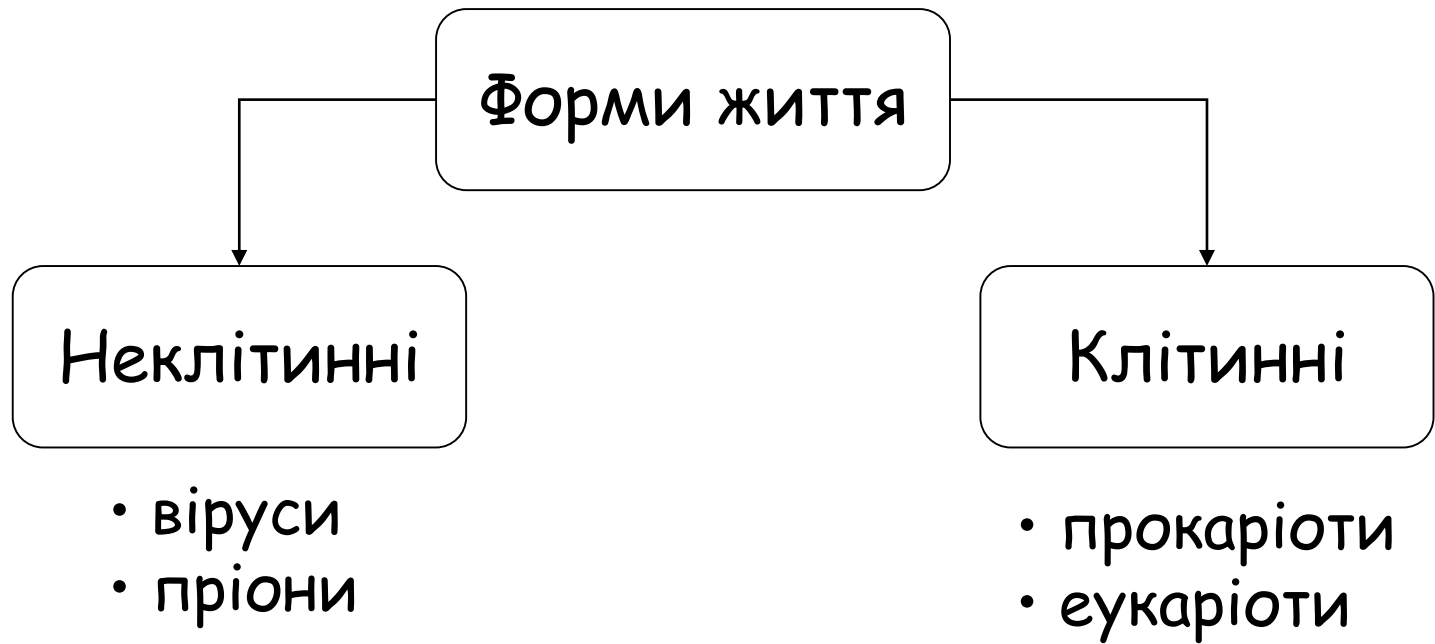 Форми життя
Неклітинні
• віруси
• пріони
Клітинні
• прокаріоти
• еукаріоти